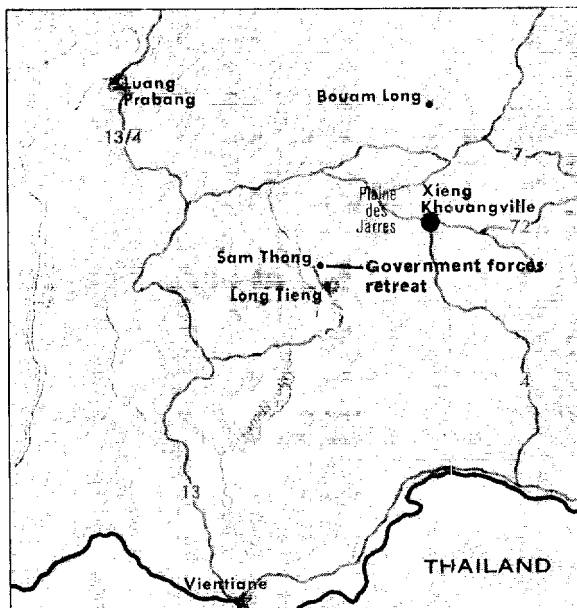 Luang
Prabang
Bouam Long
13/4
7
Xieng
Khouangville
Plaine
des
Jarres
72
Sam Thong
Government forces
retreat
Long Tieng
4
13
THAILAND
Vientiane